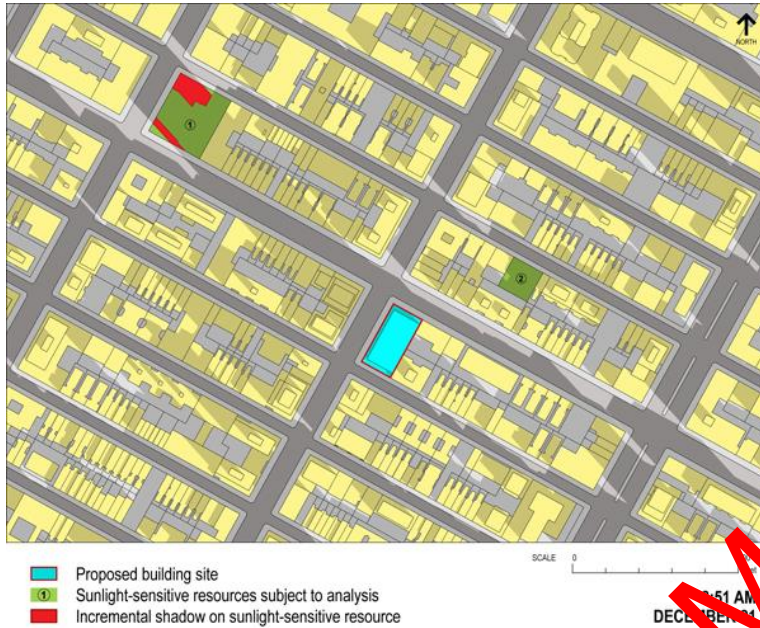 NORTH
①
②
Proposed building site
① Sunlight-sensitive resources subject to analysis
Incremental shadow on sunlight-sensitive resource
SCALE 0
AM